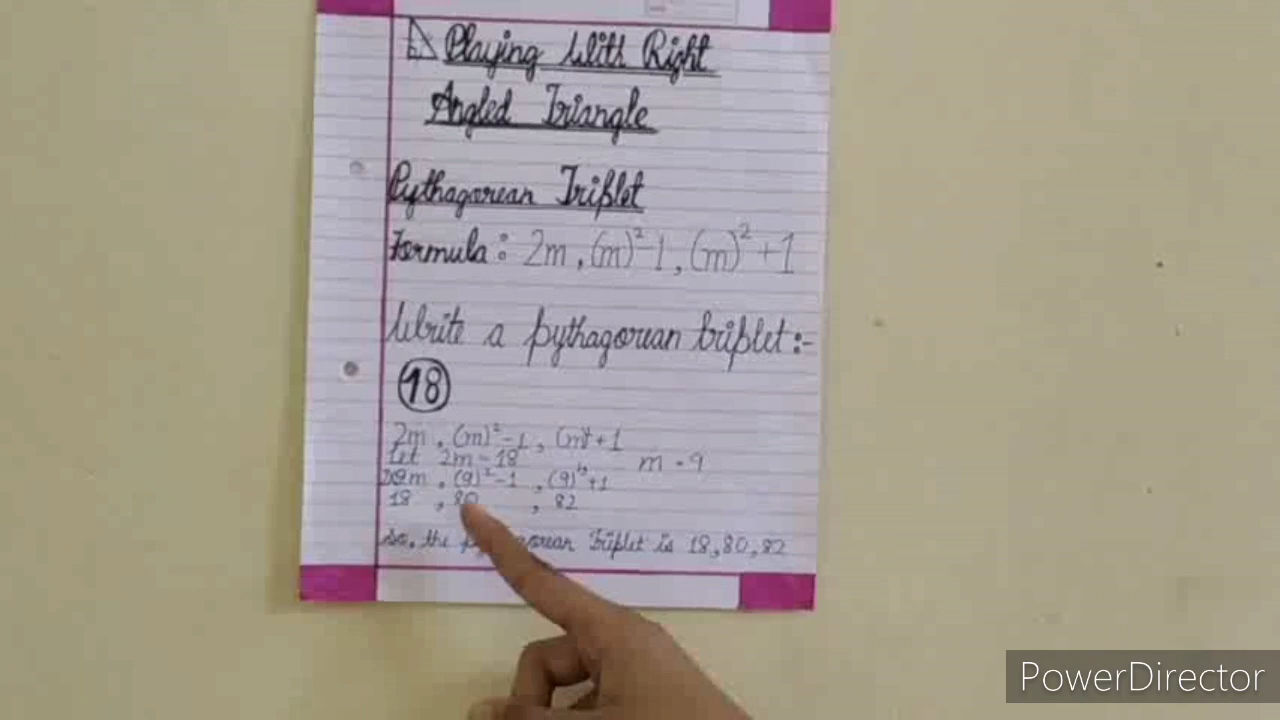 Playing With Right
Angled Triangle
Pythagorean Triplet
Formula : 2m , (m)²-1 , (m)²+1
Write a pythagorean triplet :-
18
2m , (m)²-1 , (m)²+1
Let 2m = 18 m = 9
2m , (9)²-1 , (9)²+1
18 , 80 , 82
So, the triplet is 18, 80, 82
PowerDirector